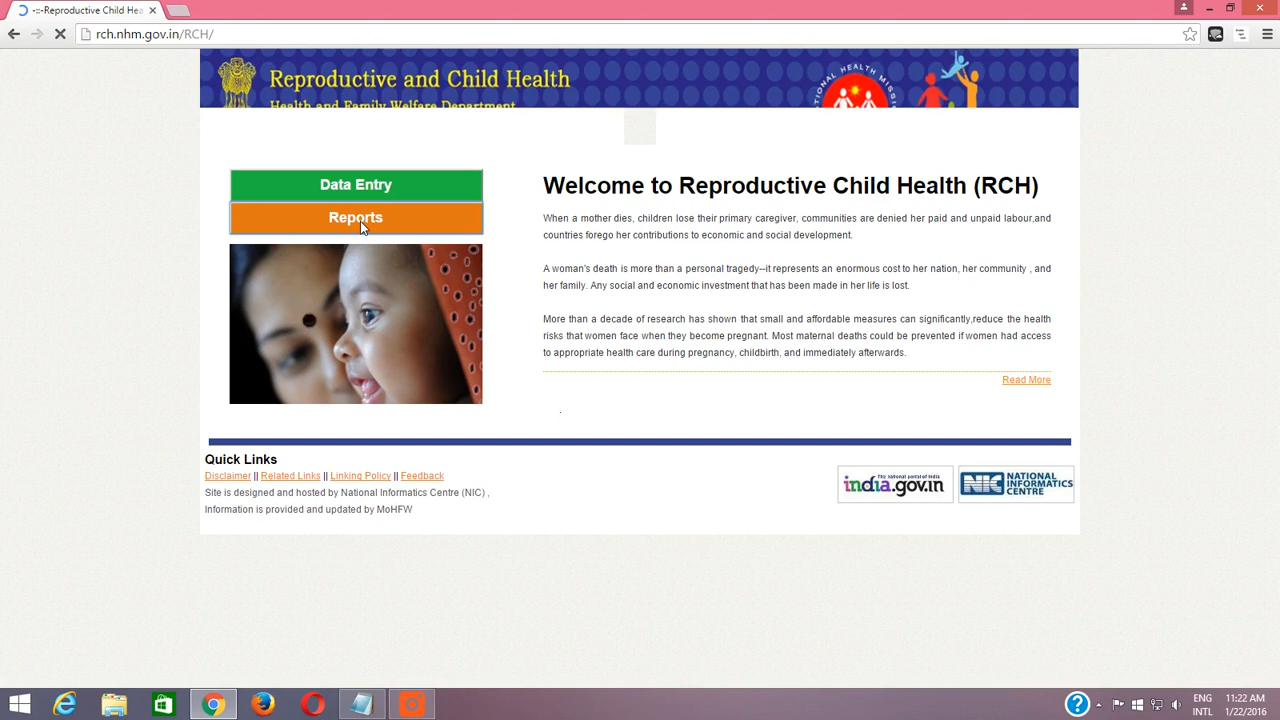 -::-Reproductive Child Hea
rch.nhm.gov.in/RCH/
Reproductive and Child Health
Health and Family Welfare Department
NATIONAL HEALTH MISSION
Data Entry
Reports
Welcome to Reproductive Child Health (RCH)
When a mother dies, children lose their primary caregiver, communities are denied her paid and unpaid labour,and
countries forego her contributions to economic and social development.
A woman's death is more than a personal tragedy--it represents an enormous cost to her nation, her community , and
her family. Any social and economic investment that has been made in her life is lost.
More than a decade of research has shown that small and affordable measures can significantly,reduce the health
risks that women face when they become pregnant. Most maternal deaths could be prevented if women had access
to appropriate health care during pregnancy, childbirth, and immediately afterwards.
Read More
.
Quick Links
Disclaimer || Related Links || Linking Policy || Feedback
Site is designed and hosted by National Informatics Centre (NIC) ,
Information is provided and updated by MoHFW
The national portal of India
india.gov.in
NIC NATIONAL
INFORMATICS
CENTRE
ENG
INTL
11:22 AM
1/22/2016